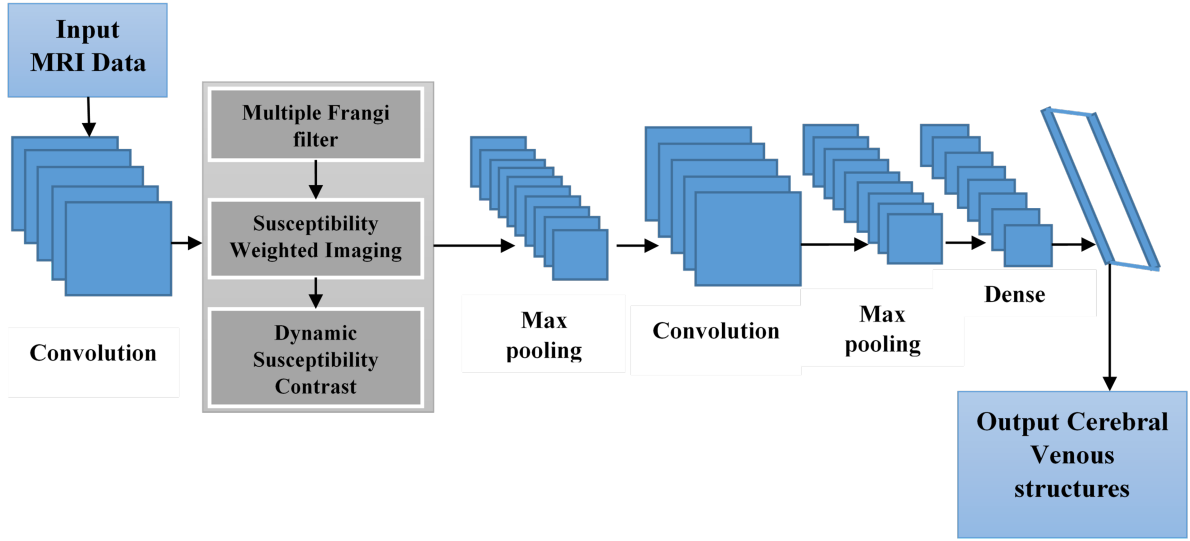 Input
MRI Data
Convolution
Multiple Frangi
filter
Susceptibility
Weighted Imaging
Dynamic
Susceptibility
Contrast
Max
pooling
Convolution
Max
pooling
Dense
Output Cerebral
Venous
structures